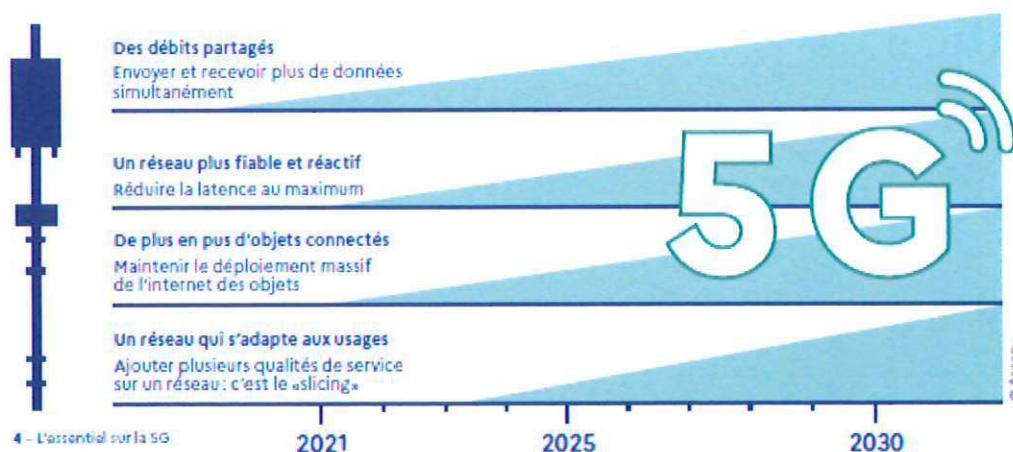 Des débits partagés
Envoyer et recevoir plus de données
simultanément
Un réseau plus fiable et réactif
Réduire la latence au maximum
De plus en pus d'objets connectés
Maintenir le déploiement massif
de l'internet des objets
Un réseau qui s'adapte aux usages
Ajouter plusieurs qualités de service
sur un réseau: c'est le «slicing»
5G
4 – L'essentiel sur la 5G
2021
2025
2030